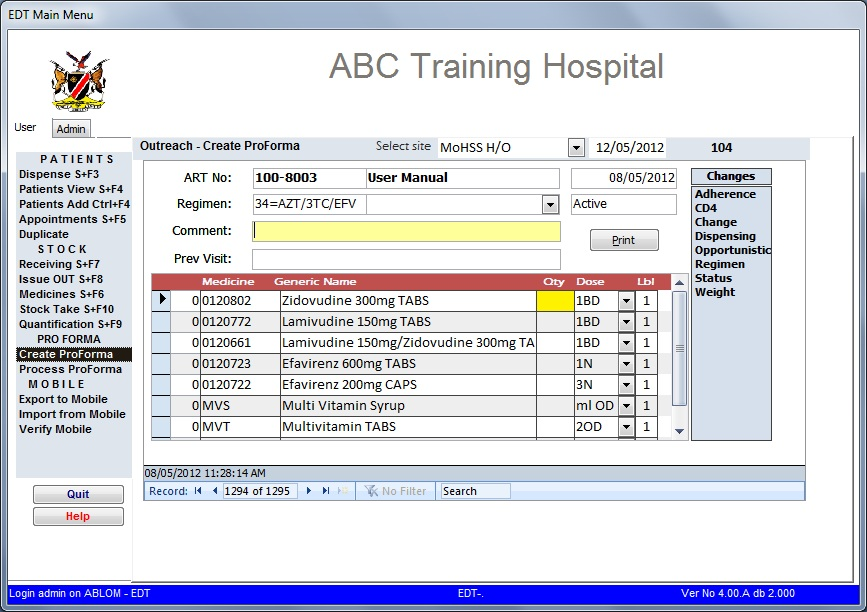 EDT Main Menu
ABC Training Hospital
User Admin
Outreach - Create ProForma Select site MoHSS H/O 12/05/2012 104
PATIENTS
Dispense S+F3
Patients View S+F4
Patients Add Ctrl+F4
Appointments S+F5
Duplicate
STOCK
Receiving S+F7
Issue OUT S+F8
Medicines S+F6
Stock Take S+F10
Quantification S+F9
PRO FORMA
Create ProForma
Process ProForma
MOBILE
Export to Mobile
Import from Mobile
Verify Mobile
Quit
Help
ART No: 100-8003 User Manual 08/05/2012
Regimen: 34=AZT/3TC/EFV Active
Comment:
Print
Prev Visit:
Medicine Generic Name Qty Dose Lbl
0 0120802 Zidovudine 300mg TABS 1BD 1
0 0120772 Lamivudine 150mg TABS 1BD 1
0 0120661 Lamivudine 150mg/Zidovudine 300mg TA 1BD 1
0 0120723 Efavirenz 600mg TABS 1N 1
0 0120722 Efavirenz 200mg CAPS 3N 1
0 MVS Multi Vitamin Syrup ml OD 1
0 MVT Multivitamin TABS 2OD 1
Changes
Adherence
CD4
Change
Dispensing
Opportunistic
Regimen
Status
Weight
08/05/2012 11:28:14 AM
Record: 1294 of 1295 No Filter Search
Login admin on ABLOM - EDT EDT-. Ver No 4.00.A db 2.000